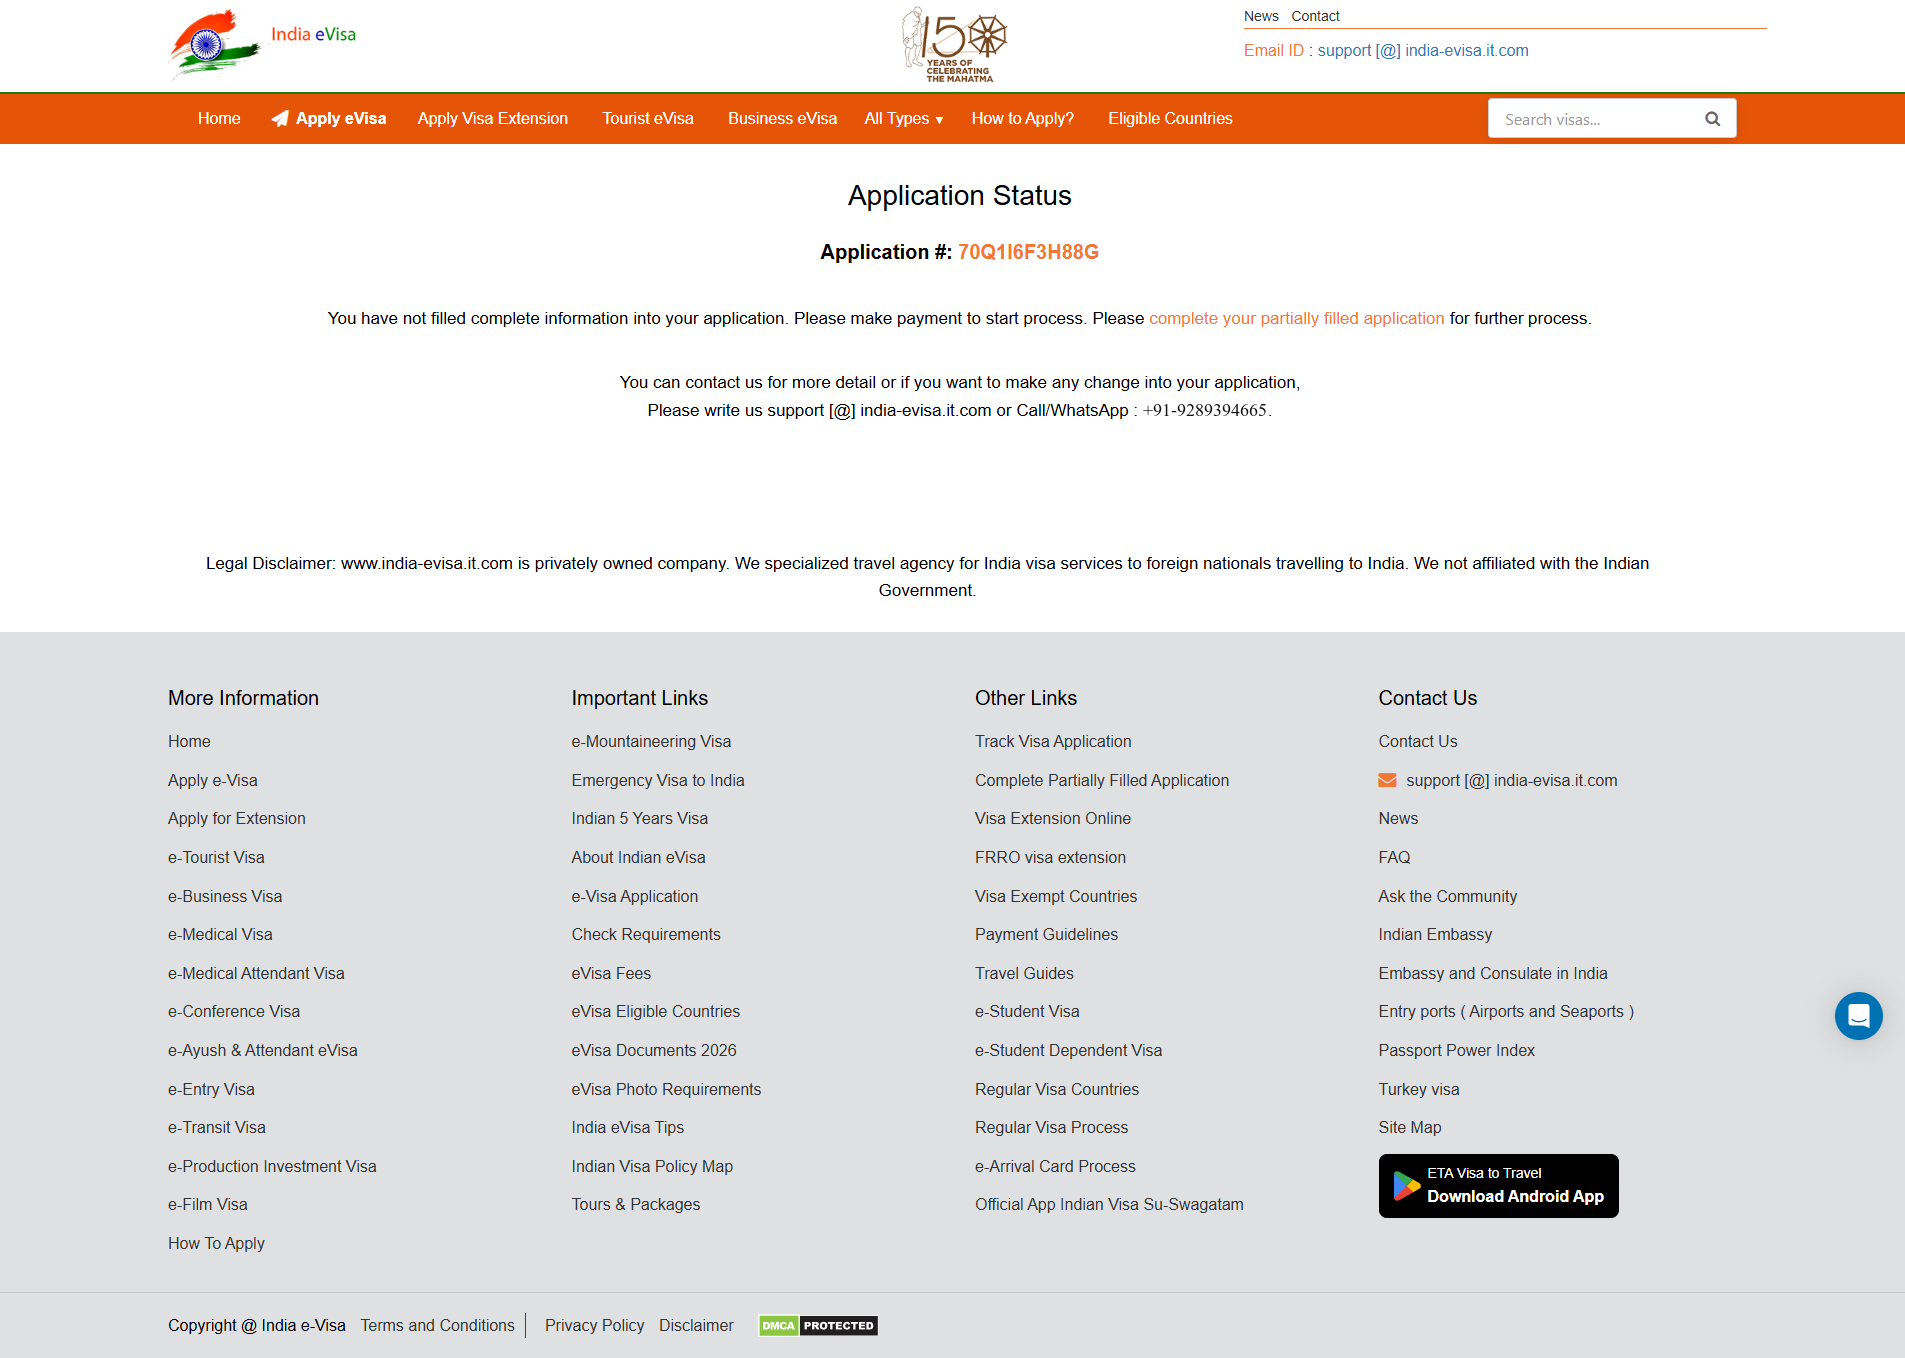 India eVisa
150
YEARS OF
CELEBRATING
THE MAHATMA
News Contact
Email ID : support [@] india-evisa.it.com
Home Apply eVisa Apply Visa Extension Tourist eVisa Business eVisa All Types ▼ How to Apply? Eligible Countries Search visas...
Application Status
Application #: 70Q1I6F3H88G
You have not filled complete information into your application. Please make payment to start process. Please complete your partially filled application for further process.
You can contact us for more detail or if you want to make any change into your application,
Please write us support [@] india-evisa.it.com or Call/WhatsApp : +91-9289394665.
Legal Disclaimer: www.india-evisa.it.com is privately owned company. We specialized travel agency for India visa services to foreign nationals travelling to India. We not affiliated with the Indian
Government.
More Information
Home
Apply e-Visa
Apply for Extension
e-Tourist Visa
e-Business Visa
e-Medical Visa
e-Medical Attendant Visa
e-Conference Visa
e-Ayush & Attendant eVisa
e-Entry Visa
e-Transit Visa
e-Production Investment Visa
e-Film Visa
How To Apply
Important Links
e-Mountaineering Visa
Emergency Visa to India
Indian 5 Years Visa
About Indian eVisa
e-Visa Application
Check Requirements
eVisa Fees
eVisa Eligible Countries
eVisa Documents 2026
eVisa Photo Requirements
India eVisa Tips
Indian Visa Policy Map
Tours & Packages
Other Links
Track Visa Application
Complete Partially Filled Application
Visa Extension Online
FRRO visa extension
Visa Exempt Countries
Payment Guidelines
Travel Guides
e-Student Visa
e-Student Dependent Visa
Regular Visa Countries
Regular Visa Process
e-Arrival Card Process
Official App Indian Visa Su-Swagatam
Contact Us
Contact Us
support [@] india-evisa.it.com
News
FAQ
Ask the Community
Indian Embassy
Embassy and Consulate in India
Entry ports ( Airports and Seaports )
Passport Power Index
Turkey visa
Site Map
ETA Visa to Travel
Download Android App
Copyright @ India e-Visa Terms and Conditions Privacy Policy Disclaimer DMCA PROTECTED